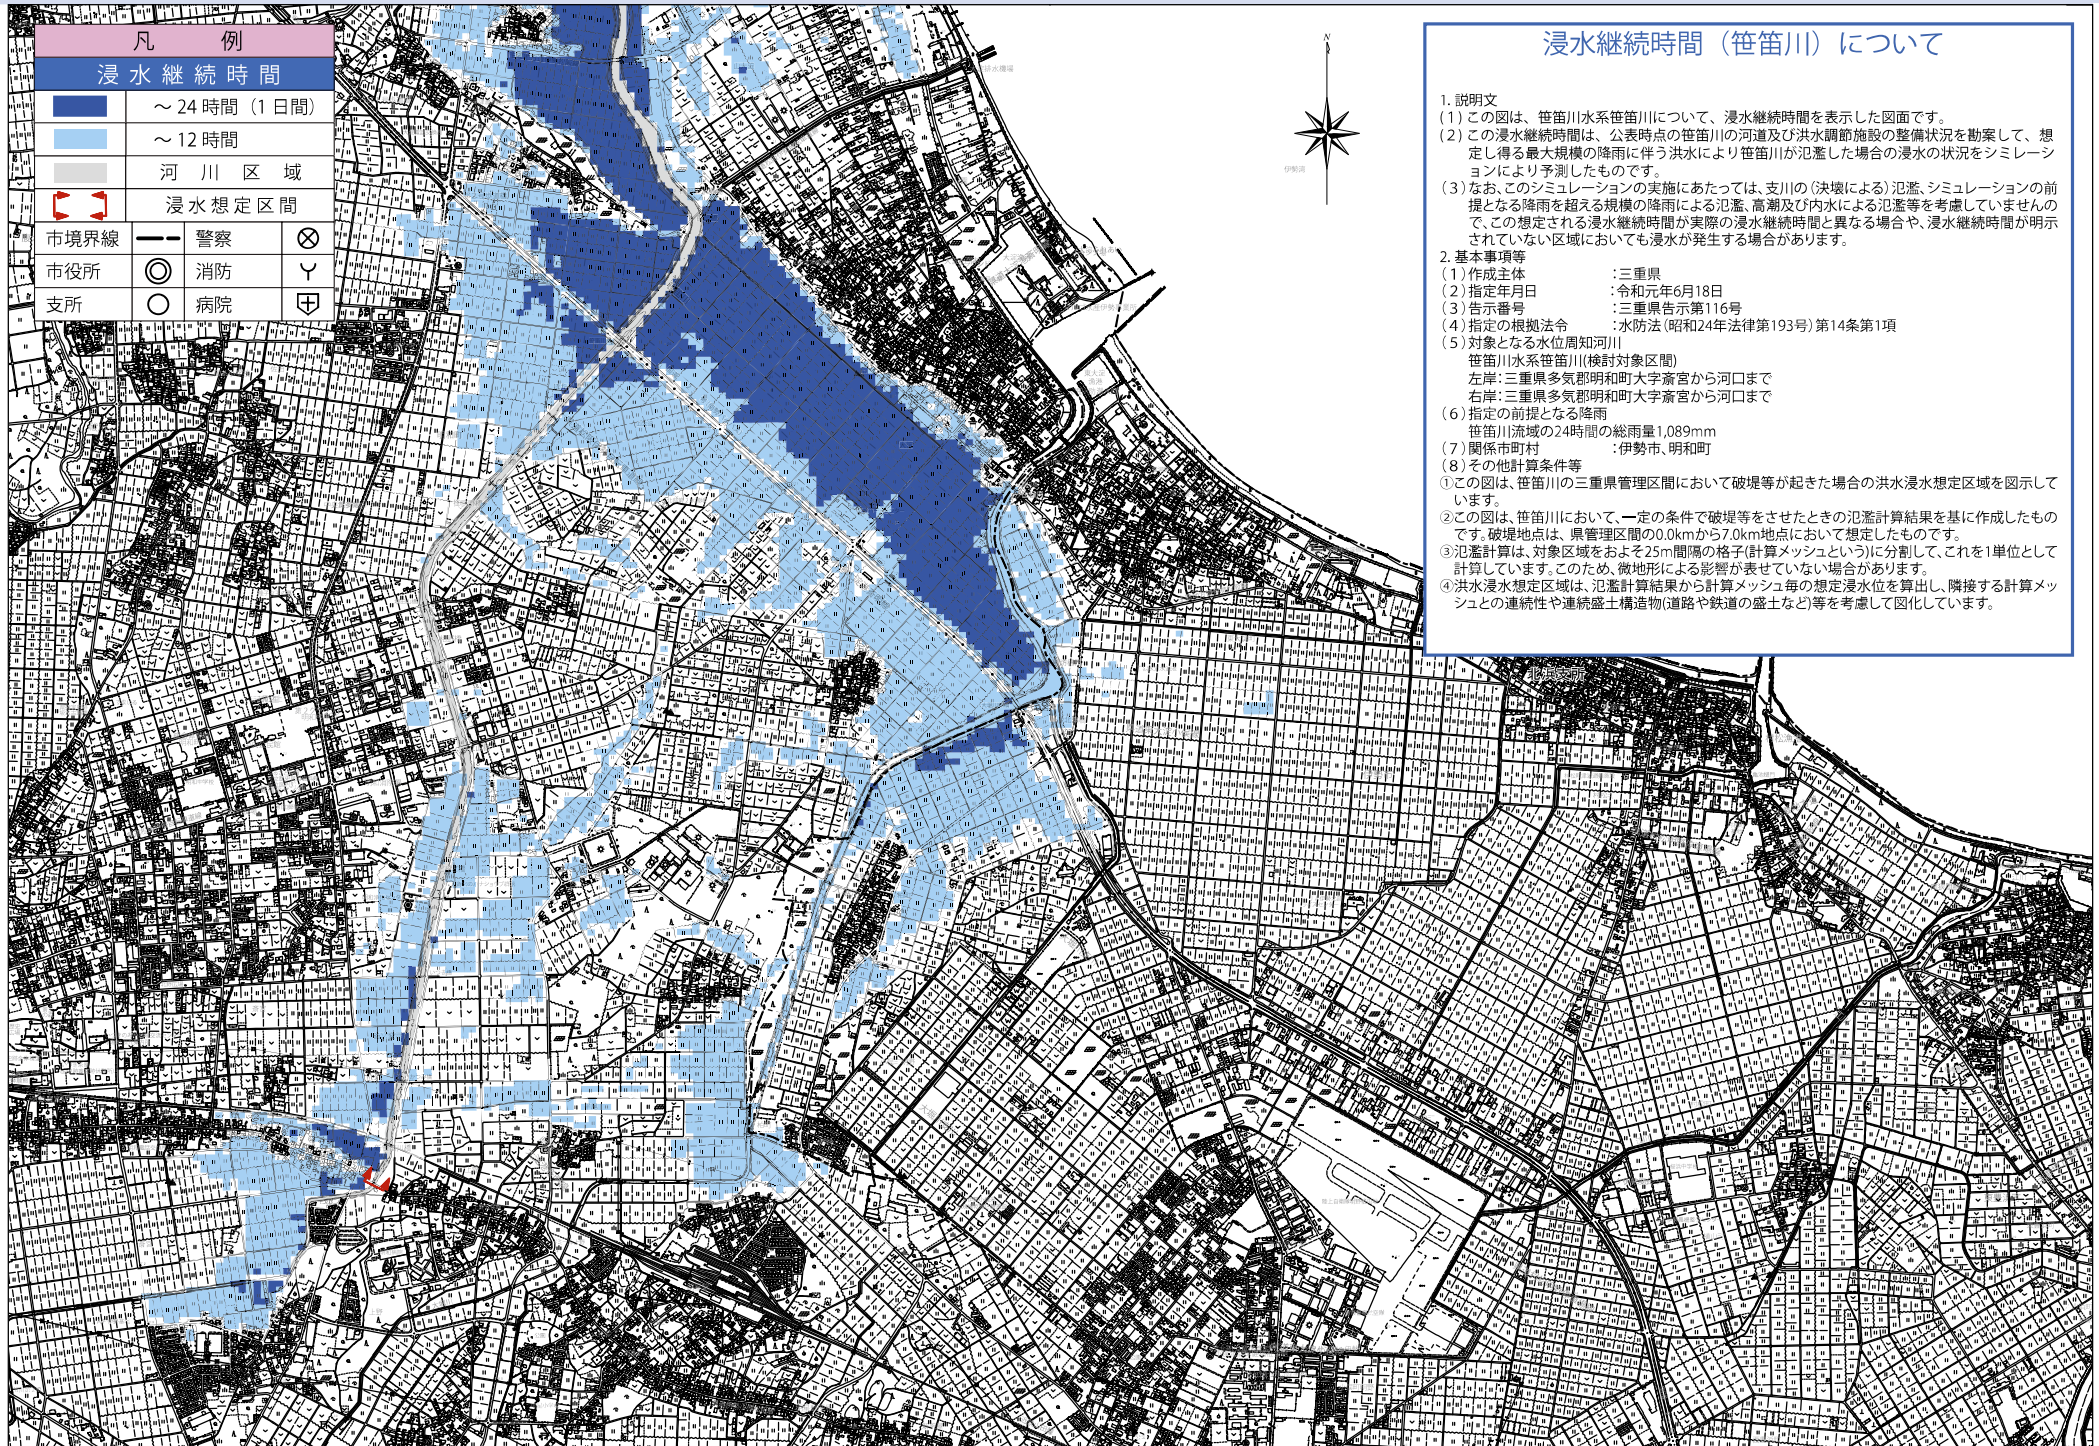 凡 例
浸水継続時間
～24時間（1日間）
～12時間
河川区域
浸水想定区間
市境界線
警察
市役所
消防
支所
病院
N
浸水継続時間（笹笛川）について
1. 説明文
(1) この図は、笹笛川水系笹笛川について、浸水継続時間を表示した図面です。
(2) この浸水継続時間は、公表時点の笹笛川の河道及び洪水調節施設の整備状況を勘案して、想
定し得る最大規模の降雨に伴う洪水により笹笛川が氾濫した場合の浸水の状況をシミレーシ
ョンにより予測したものです。
(3) なお、このシミュレーションの実施にあたっては、支川の（決壊による）氾濫、シミュレーションの前
提となる降雨を超える規模の降雨による氾濫、高潮及び内水による氾濫等を考慮していませんの
で、この想定される浸水継続時間が実際の浸水継続時間と異なる場合や、浸水継続時間が明示
されていない区域においても浸水が発生する場合があります。
2. 基本事項等
(1) 作成主体 ：三重県
(2) 指定年月日 ：令和元年6月18日
(3) 告示番号 ：三重県告示第116号
(4) 指定の根拠法令 ：水防法（昭和24年法律第193号）第14条第1項
(5) 対象となる水位周知河川
笹笛川水系笹笛川(検討対象区間)
左岸：三重県多気郡明和町大字斎宮から河口まで
右岸：三重県多気郡明和町大字斎宮から河口まで
(6) 指定の前提となる降雨
笹笛川流域の24時間の総雨量1,089mm
(7) 関係市町村 ：伊勢市、明和町
(8) その他計算条件等
①この図は、笹笛川の三重県管理区間において破堤等が起きた場合の洪水浸水想定区域を図示して
います。
②この図は、笹笛川において、一定の条件で破堤等をさせたときの氾濫計算結果を基に作成したもの
です。破堤地点は、県管理区間の0.0kmから7.0km地点において想定したものです。
③氾濫計算は、対象区域をおよそ25m間隔の格子(計算メッシュという)に分割して、これを1単位として
計算しています。このため、微地形による影響が表せていない場合があります。
④洪水浸水想定区域は、氾濫計算結果から計算メッシュ毎の想定浸水位を算出し、隣接する計算メッ
シュとの連続性や連続盛土構造物(道路や鉄道の盛土など)等を考慮して図化しています。
伊勢湾
北浜支所